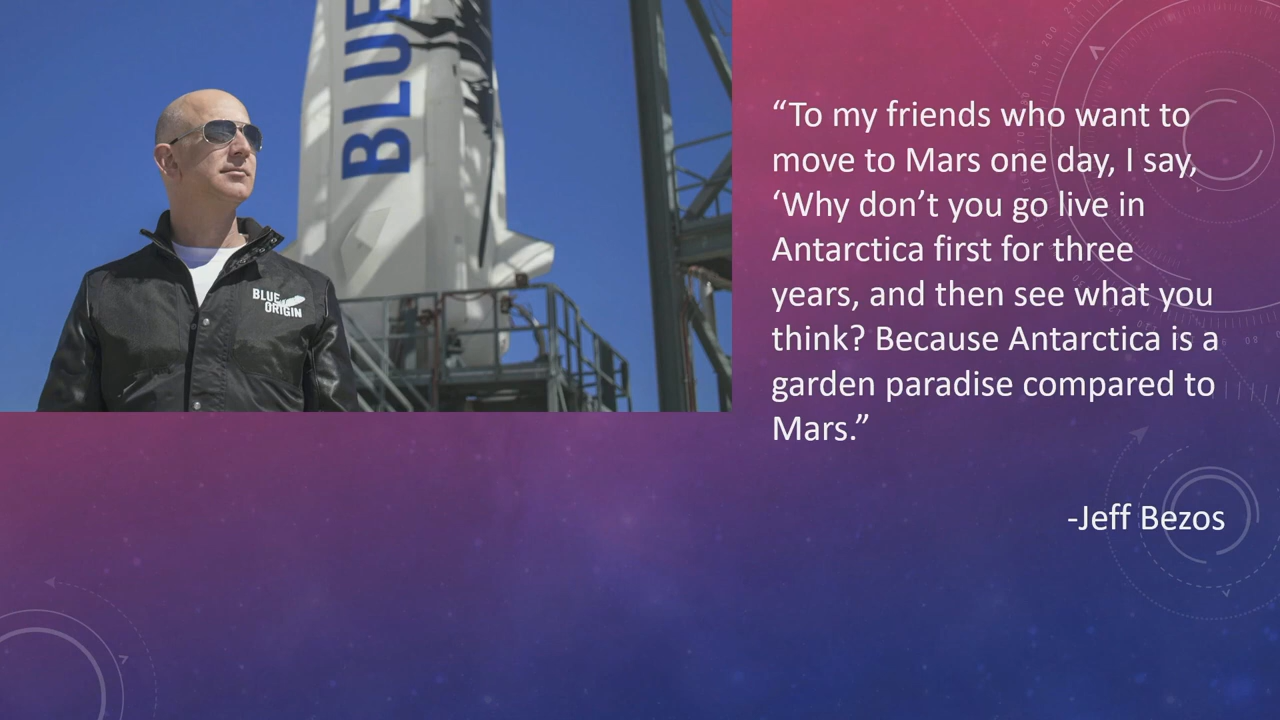 BLUE
BLUE
ORIGIN
“To my friends who want to
move to Mars one day, I say,
‘Why don’t you go live in
Antarctica first for three
years, and then see what you
think? Because Antarctica is a
garden paradise compared to
Mars.”
-Jeff Bezos